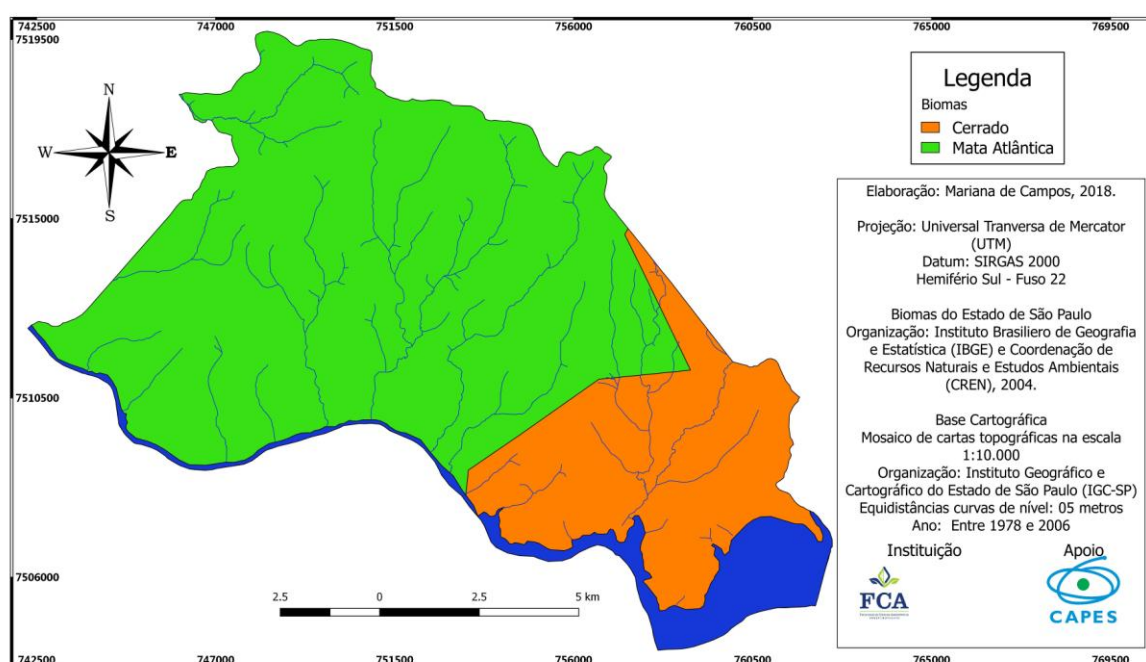 742500 747000 751500 756000 760500 765000 769500
7519500
N
W E
S
7515000
7510500
7506000
2.5 0 2.5 5 km
742500 747000 751500 756000 760500 765000 769500
Legenda
Biomas
Cerrado
Mata Atlântica
Elaboração: Mariana de Campos, 2018.
Projeção: Universal Tranversa de Mercator
(UTM)
Datum: SIRGAS 2000
Hemifério Sul - Fuso 22
Biomas do Estado de São Paulo
Organização: Instituto Brasiliero de Geografia
e Estatística (IBGE) e Coordenação de
Recursos Naturais e Estudos Ambientais
(CREN), 2004.
Base Cartográfica
Mosaico de cartas topográficas na escala
1:10.000
Organização: Instituto Geográfico e
Cartográfico do Estado de São Paulo (IGC-SP)
Equidistâncias curvas de nível: 05 metros
Ano: Entre 1978 e 2006
Instituição Apoio
FCA
CAPES